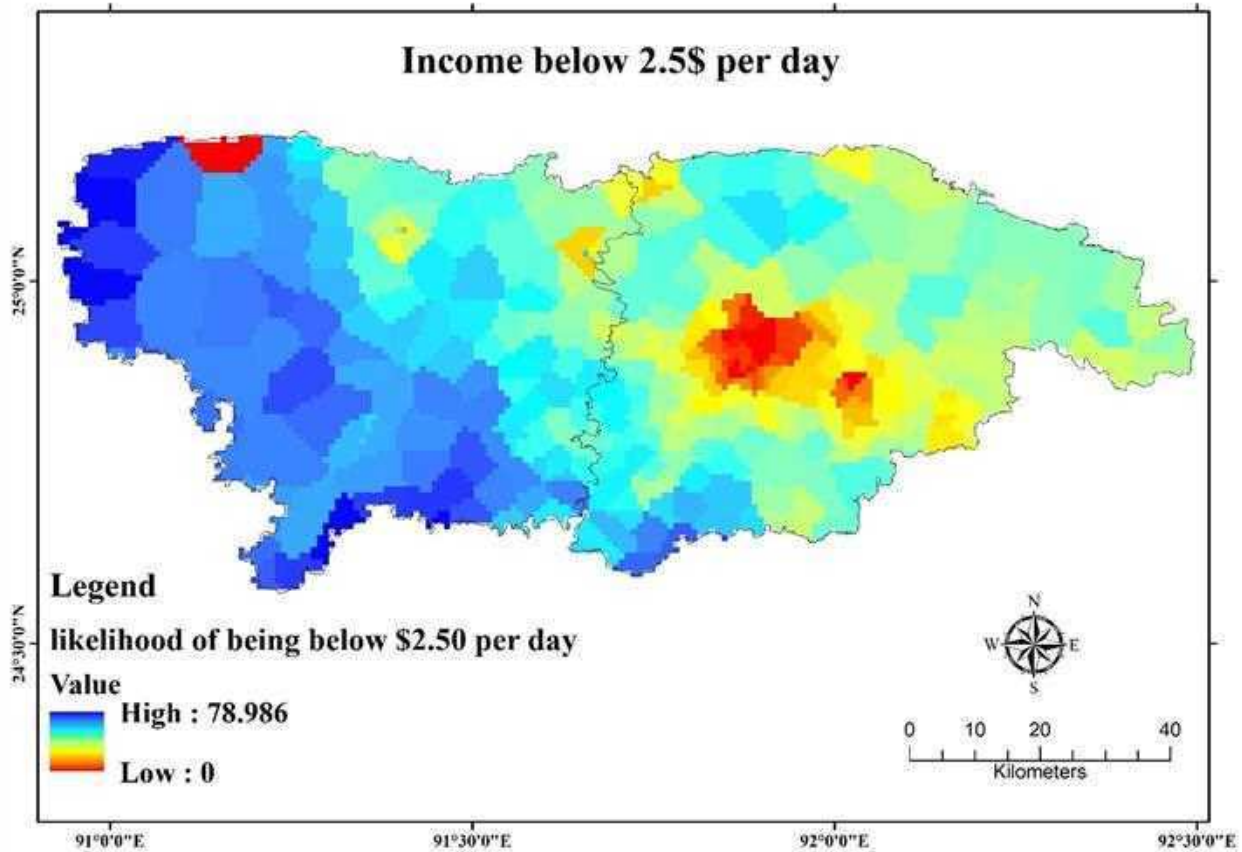 Income below 2.5$ per day
25°0'0"N
24°30'0"N
Legend
likelihood of being below $2.50 per day
Value
High : 78.986
Low : 0
N
W E
S
0 10 20 40
Kilometers
91°0'0"E 91°30'0"E 92°0'0"E 92°30'0"E